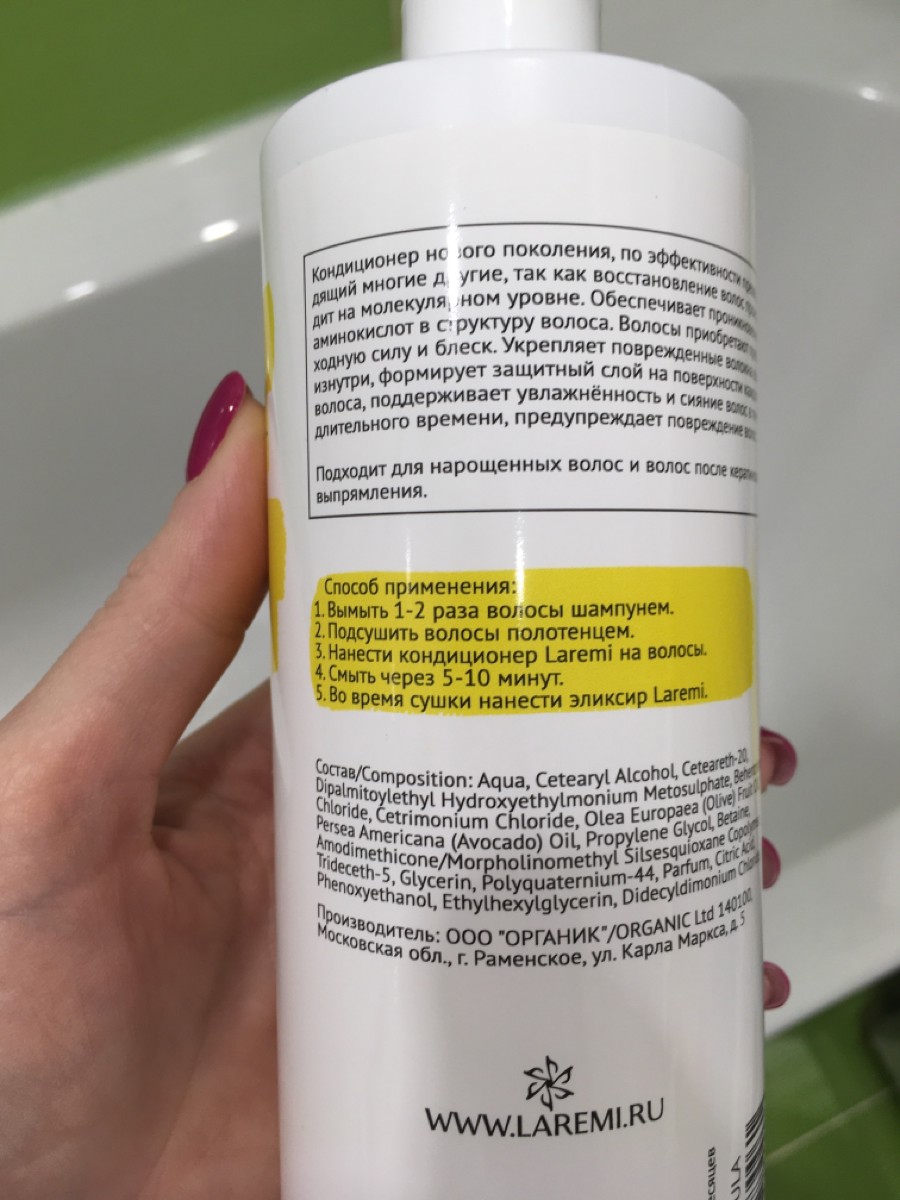 Кондиционер нового поколения, по эффективности
дящий многие другие, так как восстановление волос
дит на молекулярном уровне. Обеспечивает
аминокислот в структуру волоса. Волосы приобретают
ходную силу и блеск. Укрепляет поврежденные волокна
изнутри, формирует защитный слой на поверхности
волоса, поддерживает увлажнённость и сияние волос
длительного времени, предупреждает повреждение
Подходит для нарощенных волос и волос после
выпрямления.
Способ применения:
1. Вымыть 1-2 раза волосы шампунем.
2. Подсушить волосы полотенцем.
3. Нанести кондиционер Laremi на волосы.
4. Смыть через 5-10 минут.
5. Во время сушки нанести эликсир Laremi.
Состав/Composition: Aqua, Cetearyl Alcohol, Ceteareth-20,
Dipalmitoylethyl Hydroxyethylmonium Metosulphate,
Chloride, Cetrimonium Chloride, Olea Europaea (Olive) Fruit
Persea Americana (Avocado) Oil, Propylene Glycol, Betaine,
Amodimethicone/Morpholinomethyl Silsesquioxane
Trideceth-5, Glycerin, Polyquaternium-44, Parfum, Citric Acid,
Phenoxyethanol, Ethylhexylglycerin, Didecyldimonium
Производитель: ООО "ОРГАНИК"/ORGANIC Ltd 140100,
Московская обл., г. Раменское, ул. Карла Маркса, д. 5
WWW.LAREMI.RU